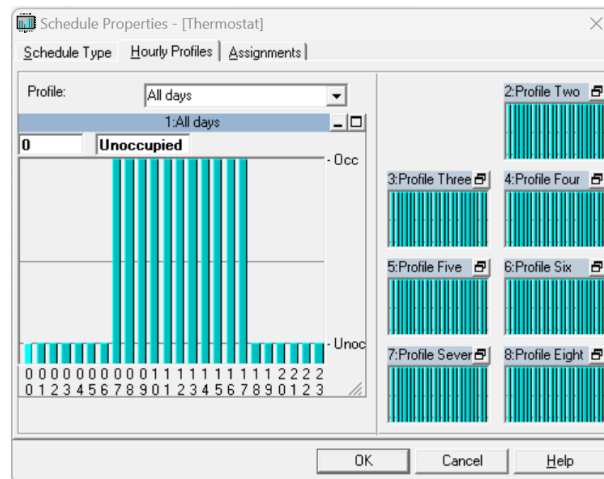 Schedule Properties - [Thermostat]
Schedule Type Hourly Profiles Assignments
Profile: All days
1:All days
0 Unoccupied
Occ
Unoc
0 0 0 0 0 0 0 0 0 0 1 1 1 1 1 1 1 1 1 1 2 2 2 2
0 1 2 3 4 5 6 7 8 9 0 1 2 3 4 5 6 7 8 9 0 1 2 3
2:Profile Two
3:Profile Three 4:Profile Four
5:Profile Five 6:Profile Six
7:Profile Sever 8:Profile Eight
OK Cancel Help